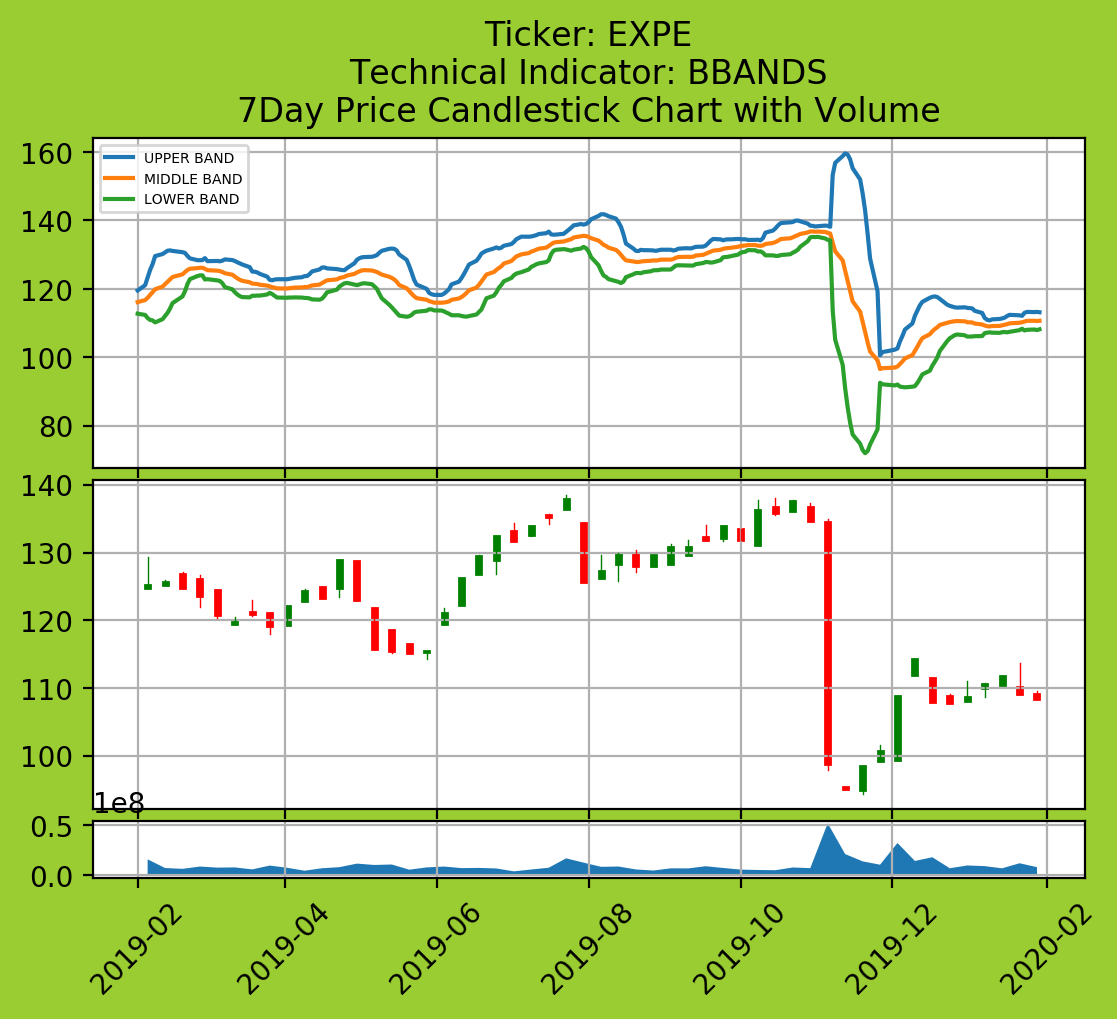 Ticker: EXPE
Technical Indicator: BBANDS
7Day Price Candlestick Chart with Volume
160
140
120
100
80
UPPER BAND
MIDDLE BAND
LOWER BAND
140
130
120
110
100
1e8
0.5
0.0
2019-02
2019-04
2019-06
2019-08
2019-10
2019-12
2020-02